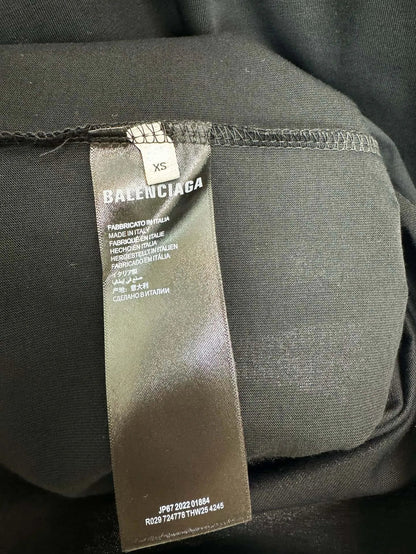 XS
BALENCIAGA
FABBRICATO IN ITALIA
MADE IN ITALY
FABRIQUÉ EN ITALIE
HECHO EN ITALIA
HERGESTELLT IN ITALIEN
FABRICADO EM ITÁLIA
イタリア製
صنع في إيطاليا
产地：意大利
СДЕЛАНО В ИТАЛИИ
JP67 2022 01884
R029 724776 THW25 4245